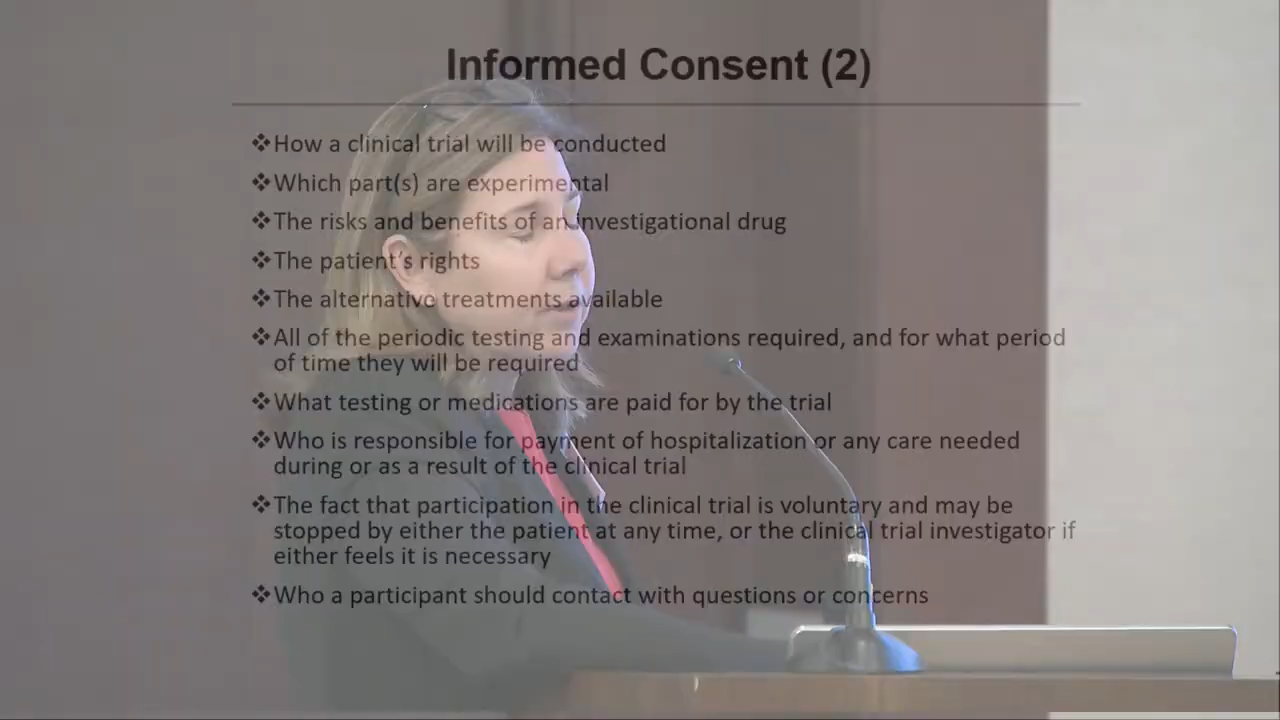 Informed Consent (2)
❖How a clinical trial will be conducted
❖Which part(s) are experimental
❖The risks and benefits of an investigational drug
❖The patient's rights
❖The alternative treatments available
❖All of the periodic testing and examinations required, and for what period
of time they will be required
❖What testing or medications are paid for by the trial
❖Who is responsible for payment of hospitalization or any care needed
during or as a result of the clinical trial
❖The fact that participation in the clinical trial is voluntary and may be
stopped by either the patient at any time, or the clinical trial investigator if
either feels it is necessary
❖Who a participant should contact with questions or concerns